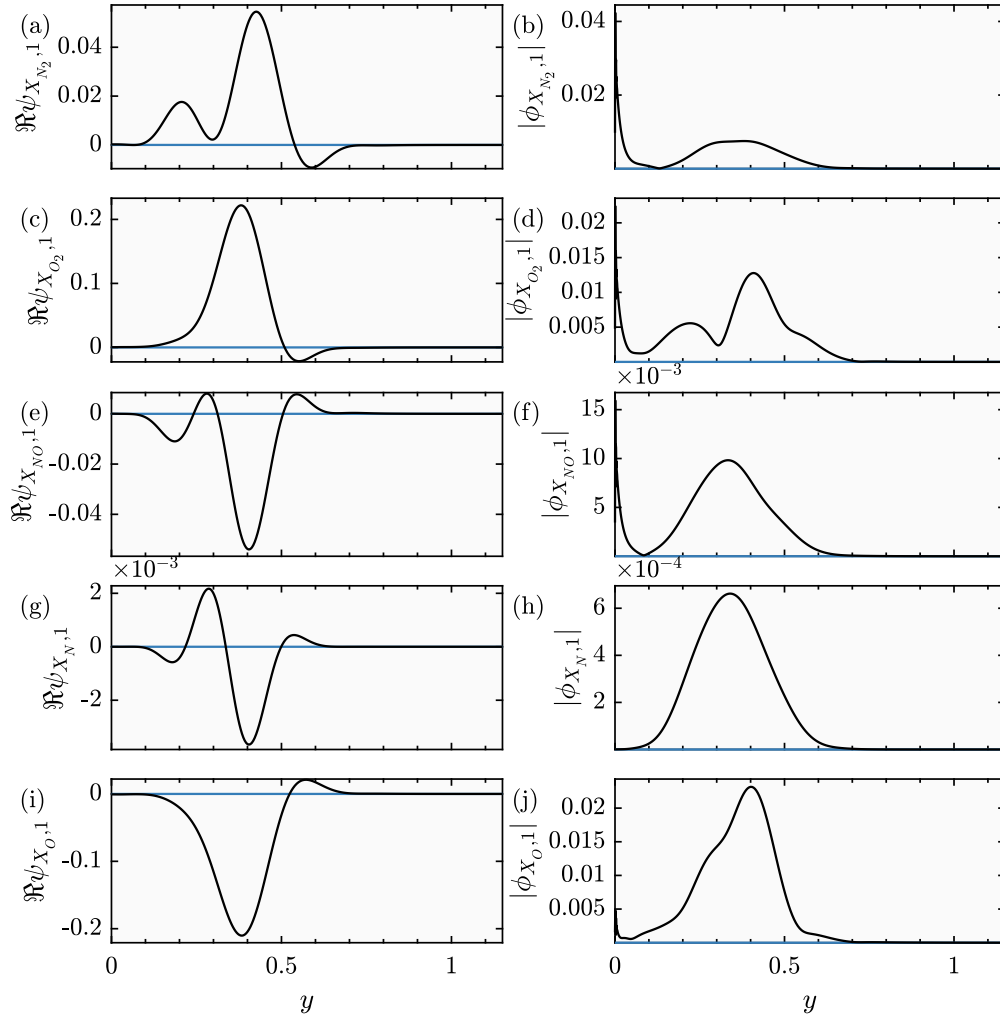 (a)
ℜψ_{X_{N_2},1}
0.04
0.02
0
(b)
|ϕ_{X_{N_2},1}|
0.04
0.02
(c)
ℜψ_{X_{O_2},1}
0.2
0.1
0
(d)
|ϕ_{X_{O_2},1}|
0.02
0.015
0.01
0.005
(e)
ℜψ_{X_{NO},1}
0
-0.02
-0.04
(f)
|ϕ_{X_{NO},1}|
×10^{-3}
15
10
5
(g)
ℜψ_{X_N,1}
×10^{-3}
2
0
-2
(h)
|ϕ_{X_N,1}|
×10^{-4}
6
4
2
(i)
ℜψ_{X_O,1}
0
-0.1
-0.2
0
0.5
1
y
(j)
|ϕ_{X_O,1}|
0.02
0.015
0.01
0.005
0
0.5
1
y